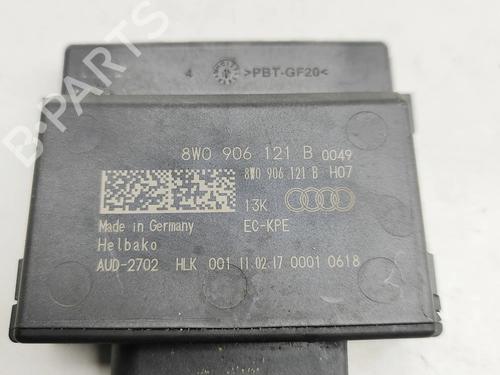 B-PARTS
4 >PBT-GF20<
8W0 906 121 B 0049
8W0 906 121 B H07
13K
Made in Germany EC-KPE
Helbako
AUD-2702 HLK 001 11.02.17 0001 0618